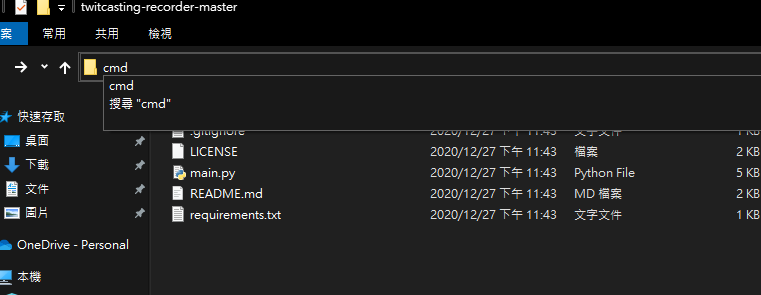 twitcasting-recorder-master
案 常用 共用 檢視
cmd
cmd
搜尋 "cmd"
快速存取
桌面
下載
文件
圖片
OneDrive - Personal
本機
.gitignore 2020/12/27 下午 11:43 文字文件 1 KB
LICENSE 2020/12/27 下午 11:43 檔案 2 KB
main.py 2020/12/27 下午 11:43 Python File 5 KB
README.md 2020/12/27 下午 11:43 MD 檔案 2 KB
requirements.txt 2020/12/27 下午 11:43 文字文件 1 KB